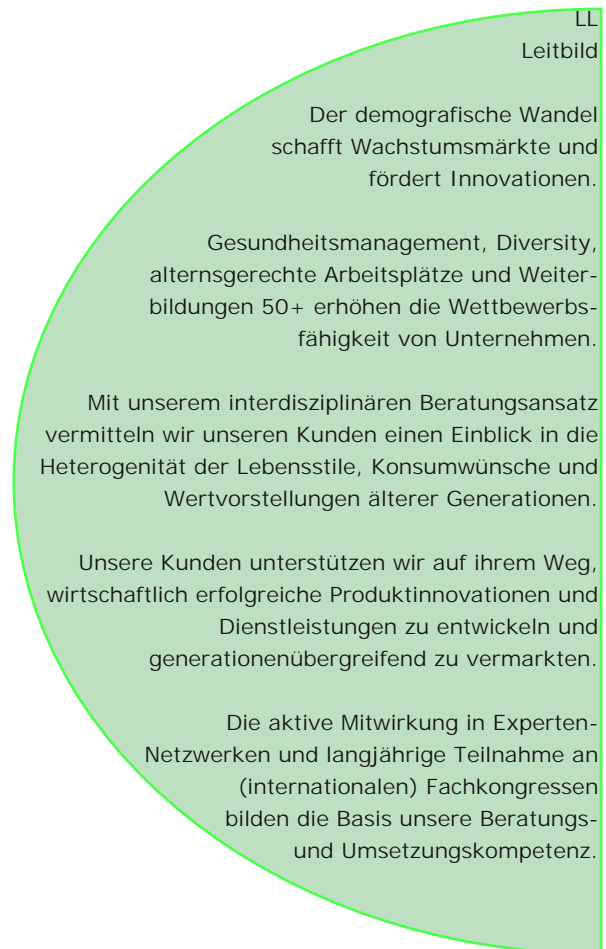 LL
Leitbild
Der demografische Wandel
schafft Wachstumsmärkte und
fördert Innovationen.
Gesundheitsmanagement, Diversity,
alternsgerechte Arbeitsplätze und Weiter-
bildungen 50+ erhöhen die Wettbewerbs-
fähigkeit von Unternehmen.
Mit unserem interdisziplinären Beratungsansatz
vermitteln wir unseren Kunden einen Einblick in die
Heterogenität der Lebensstile, Konsumwünsche und
Wertvorstellungen älterer Generationen.
Unsere Kunden unterstützen wir auf ihrem Weg,
wirtschaftlich erfolgreiche Produktinnovationen und
Dienstleistungen zu entwickeln und
generationenübergreifend zu vermarkten.
Die aktive Mitwirkung in Experten-
Netzwerken und langjährige Teilnahme an
(internationalen) Fachkongressen
bilden die Basis unsere Beratungs-
und Umsetzungskompetenz.